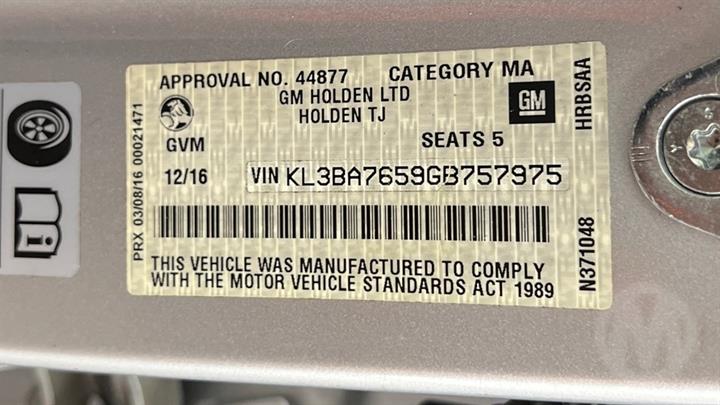 APPROVAL NO. 44877 CATEGORY MA
GM HOLDEN LTD
HOLDEN TJ
GM
GVM SEATS 5
12/16 VIN KL3BA7659GB757975
THIS VEHICLE WAS MANUFACTURED TO COMPLY
WITH THE MOTOR VEHICLE STANDARDS ACT 1989
PRX 03/08/16 00021471
HRBSAA
N371048
i
M